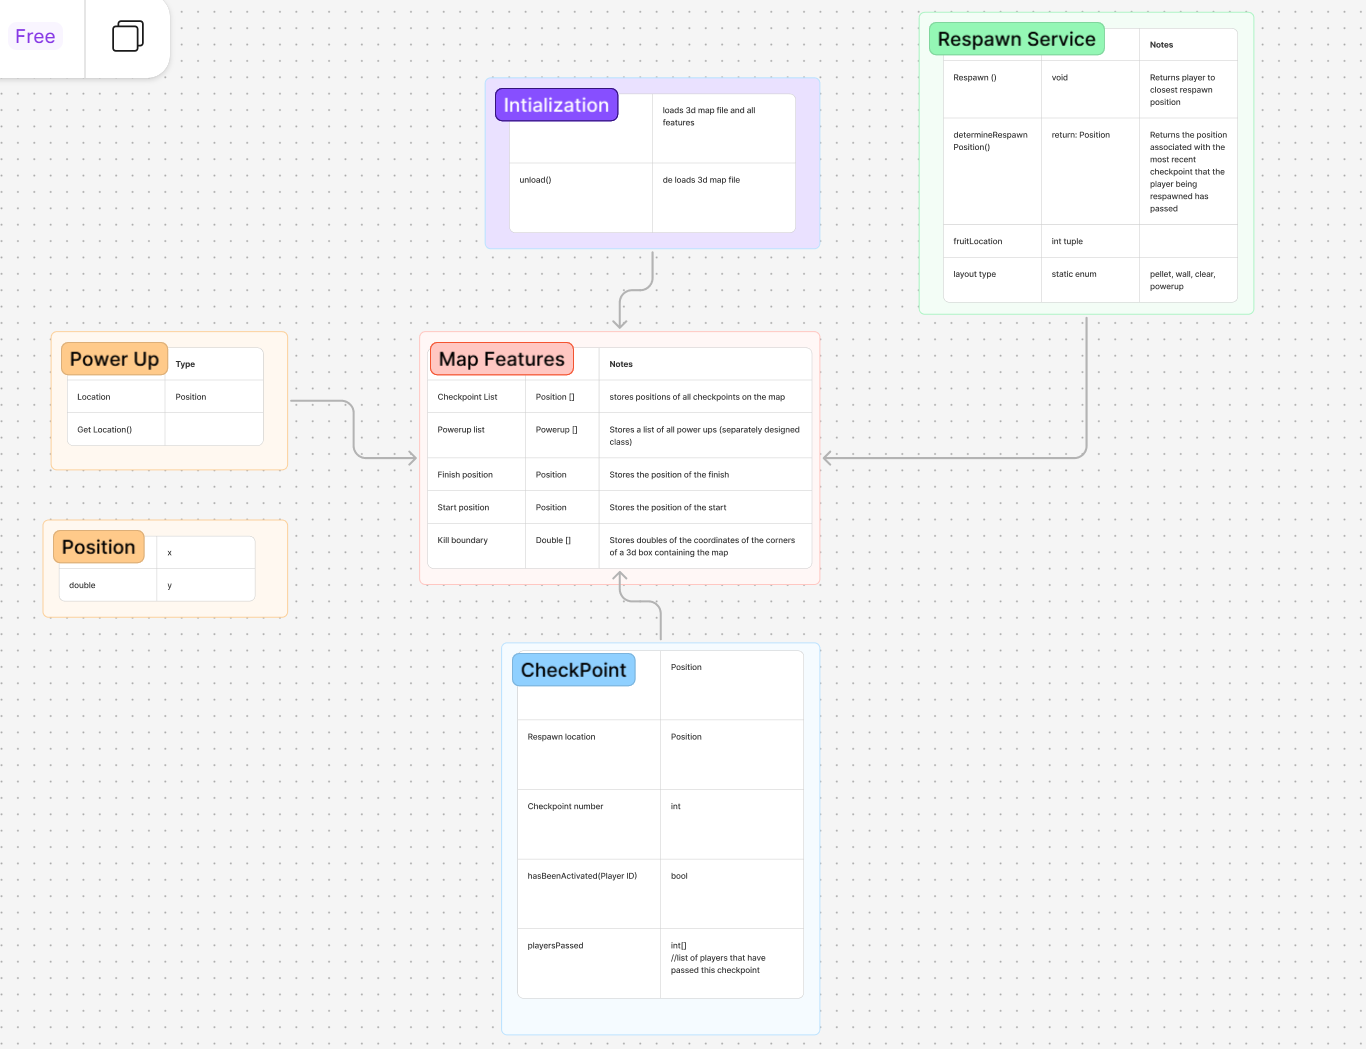 Free
Intialization
loads 3d map file and all
features
unload()
de loads 3d map file
Respawn Service
Notes
Respawn ()
void
Returns player to
closest respawn
position
determineRespawn
Position()
return: Position
Returns the position
associated with the
most recent
checkpoint that the
player being
respawned has
passed
fruitLocation
int tuple
layout type
static enum
pellet, wall, clear,
powerup
Power Up
Type
Location
Position
Get Location()
Map Features
Notes
Checkpoint List
Position []
stores positions of all checkpoints on the map
Powerup list
Powerup []
Stores a list of all power ups (separately designed
class)
Finish position
Position
Stores the position of the finish
Start position
Position
Stores the position of the start
Kill boundary
Double []
Stores doubles of the coordinates of the corners
of a 3d box containing the map
Position
x
double
y
CheckPoint
Position
Respawn location
Position
Checkpoint number
int
hasBeenActivated(Player ID)
bool
playersPassed
int[]
//list of players that have
passed this checkpoint